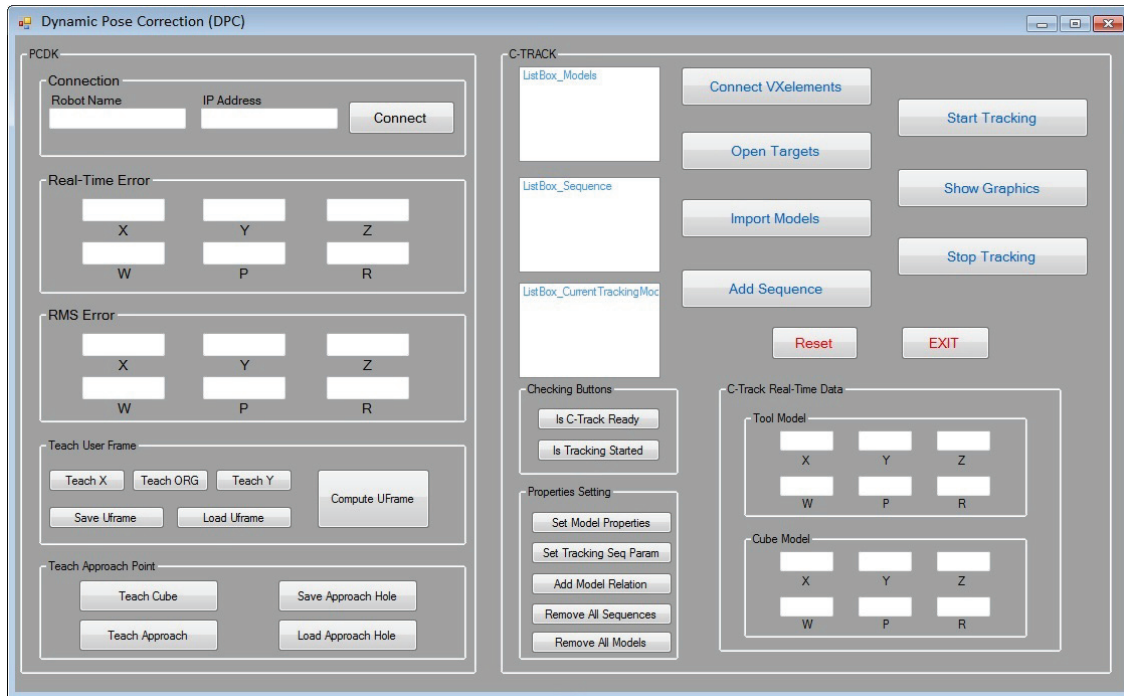 Dynamic Pose Correction (DPC)
PCDK
Connection
Robot Name IP Address
Connect
Real-Time Error
X Y Z
W P R
RMS Error
X Y Z
W P R
Teach User Frame
Teach X Teach ORG Teach Y
Compute UFrame
Save Uframe Load Uframe
Teach Approach Point
Teach Cube Save Approach Hole
Teach Approach Load Approach Hole
C-TRACK
ListBox_Models
ListBox_Sequence
ListBox_CurrentTrackingMoc
Connect VXelements
Open Targets
Import Models
Add Sequence
Start Tracking
Show Graphics
Stop Tracking
Reset EXIT
Checking Buttons
Is C-Track Ready
Is Tracking Started
Properties Setting
Set Model Properties
Set Tracking Seq Param
Add Model Relation
Remove All Sequences
Remove All Models
C-Track Real-Time Data
Tool Model
X Y Z
W P R
Cube Model
X Y Z
W P R